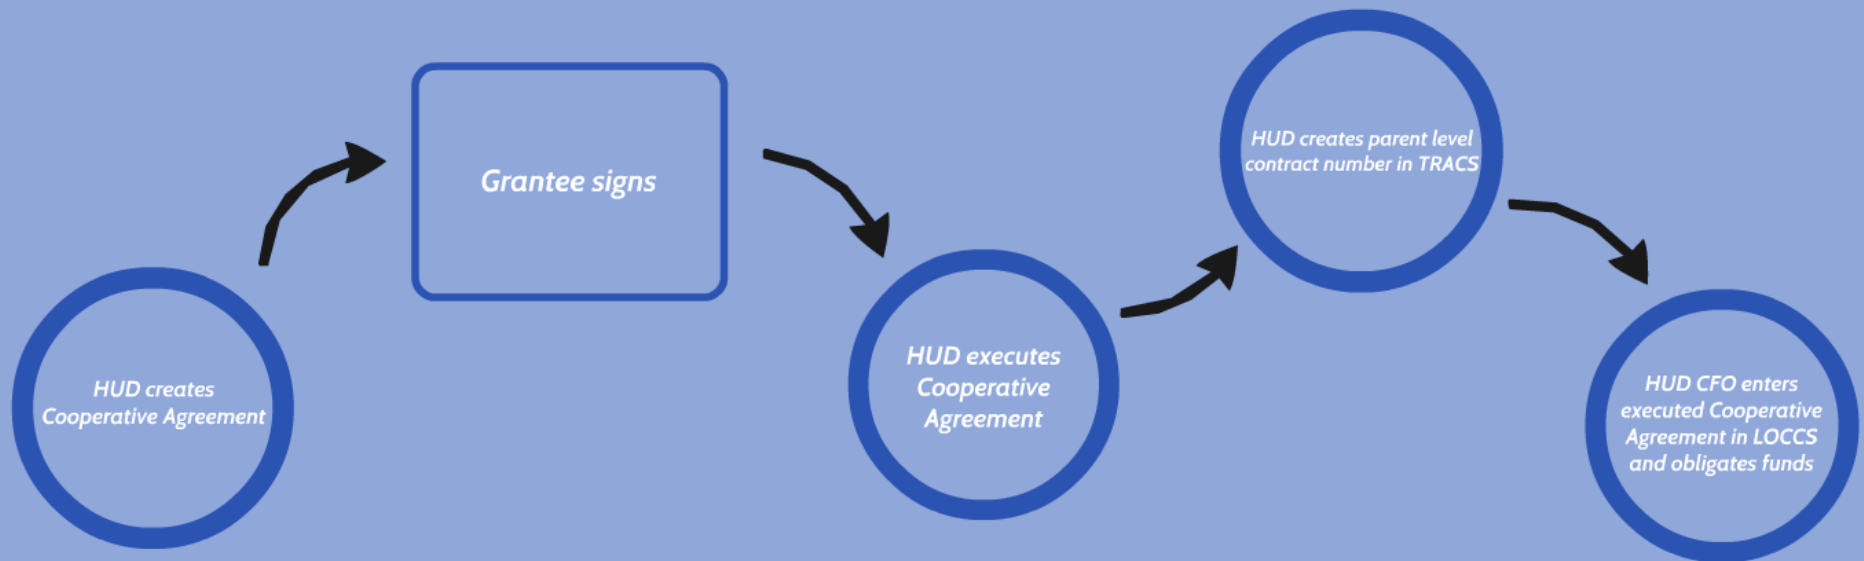 HUD creates
Cooperative Agreement
Grantee signs
HUD executes
Cooperative
Agreement
HUD creates parent level
contract number in TRACS
HUD CFO enters
executed Cooperative
Agreement in LOCCS
and obligates funds